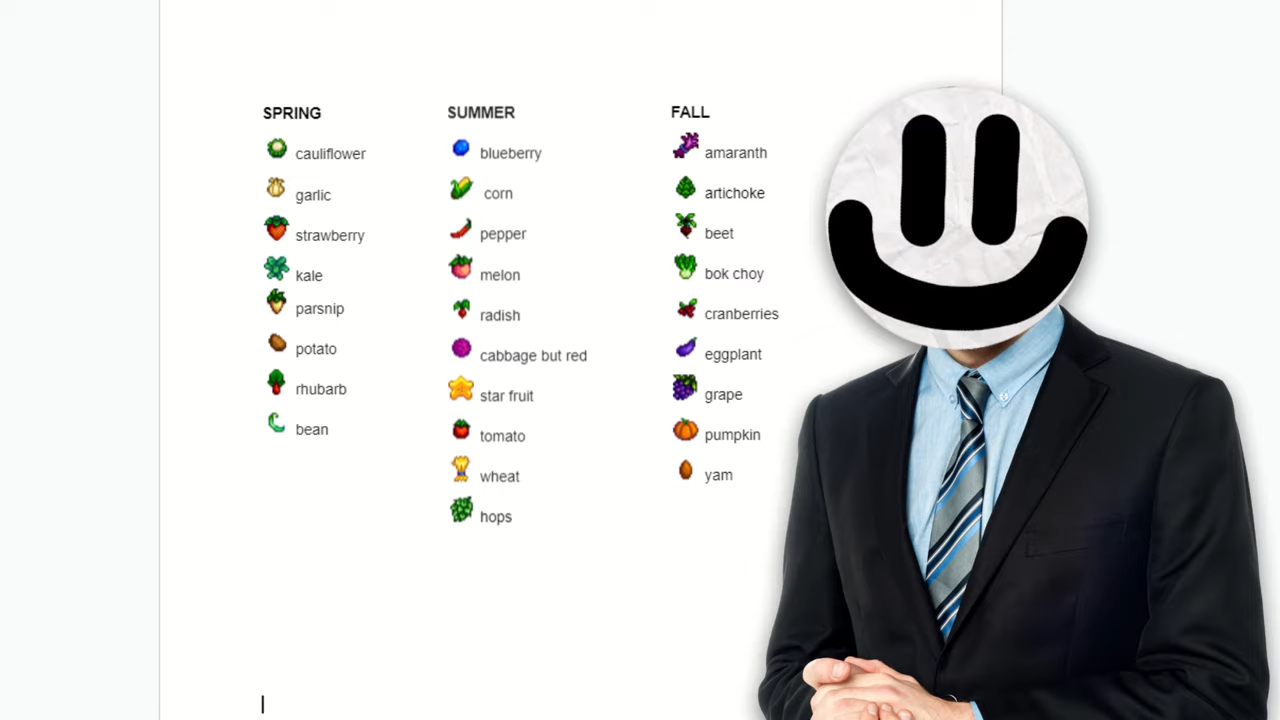 SPRING
cauliflower
garlic
strawberry
kale
parsnip
potato
rhubarb
bean
SUMMER
blueberry
corn
pepper
melon
radish
cabbage but red
star fruit
tomato
wheat
hops
FALL
amaranth
artichoke
beet
bok choy
cranberries
eggplant
grape
pumpkin
yam